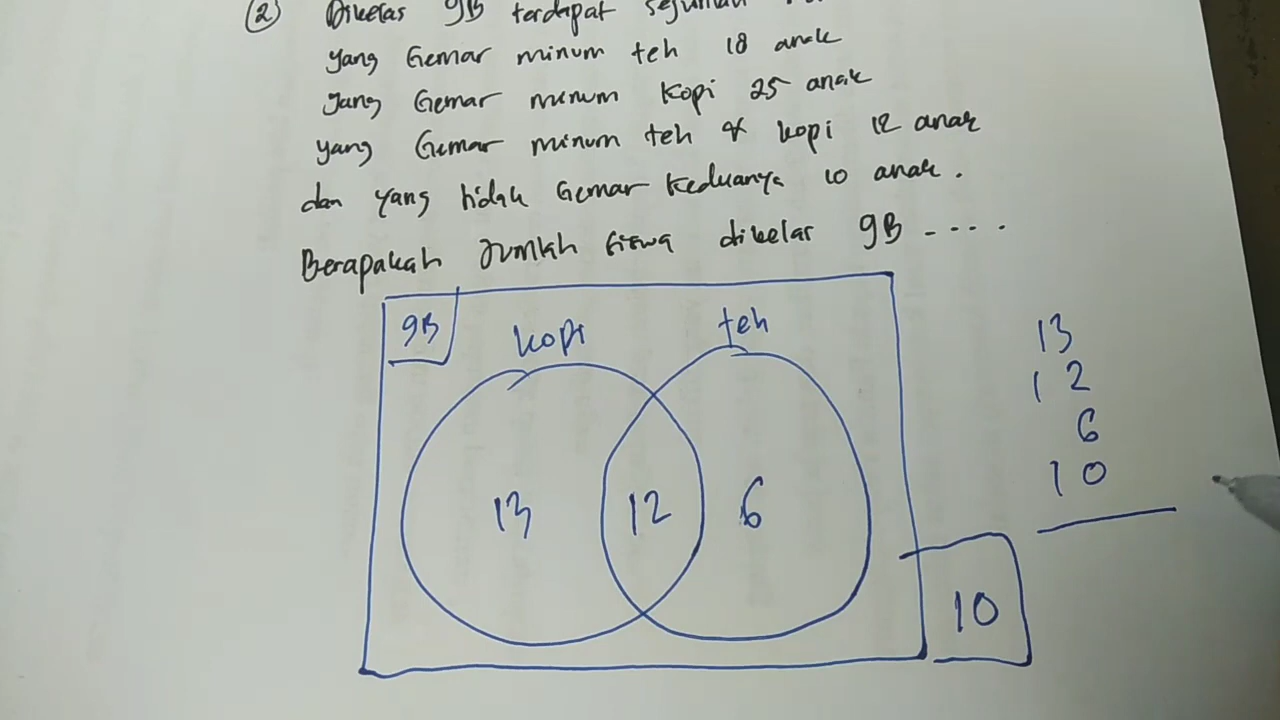 (2) Dikelas 9B terdapat sejumlah
yang Gemar minum teh 18 anak
yang Gemar minum kopi 25 anak
yang Gemar minum teh & kopi 12 anak
dan yang tidak Gemar keduanya 10 anak.
Berapakah Jumlah siswa dikelas 9B .....
9B
kopi
teh
13
12
6
10
13
12
6
10